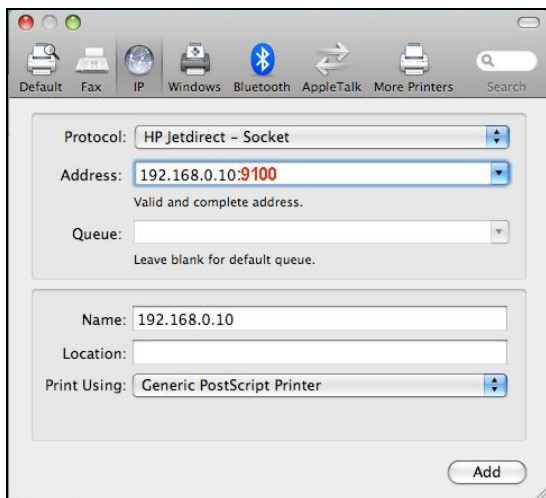 Default Fax IP Windows Bluetooth AppleTalk More Printers Search
Protocol: HP Jetdirect – Socket
Address: 192.168.0.10:9100
Valid and complete address.
Queue:
Leave blank for default queue.
Name: 192.168.0.10
Location:
Print Using: Generic PostScript Printer
Add